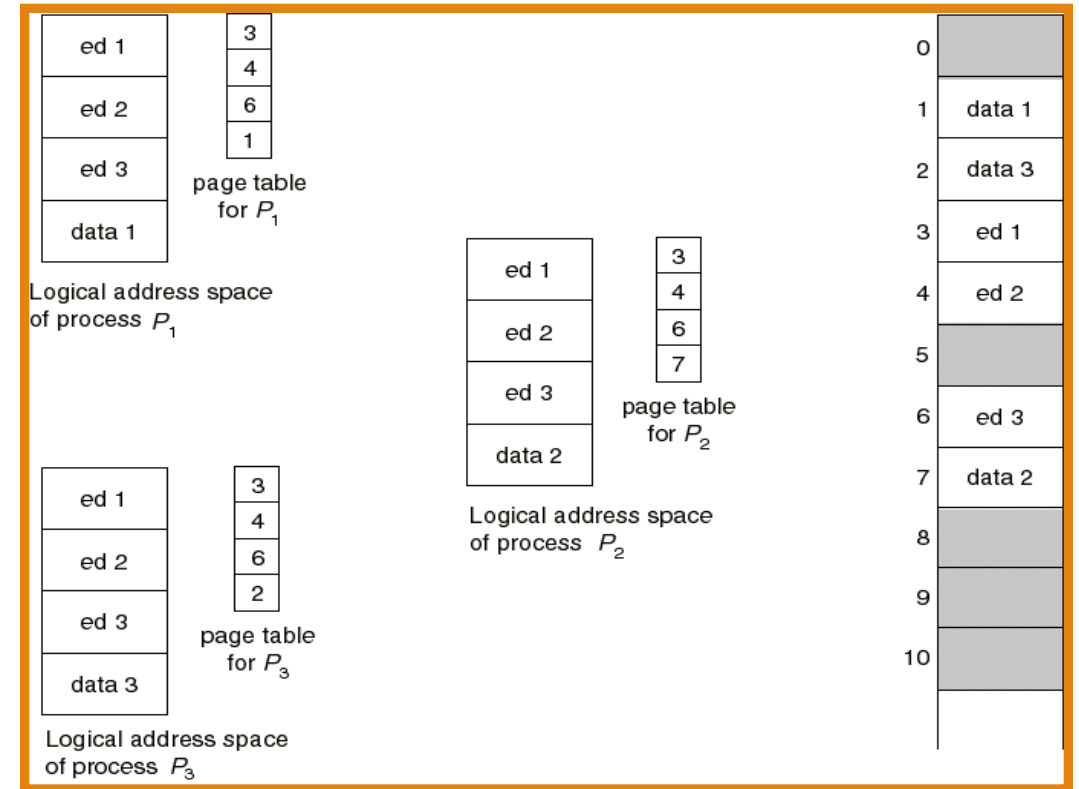 ed 1
ed 2
ed 3
data 1
3
4
6
1
page table
for P1
Logical address space
of process P1
ed 1
ed 2
ed 3
data 2
3
4
6
7
page table
for P2
Logical address space
of process P2
ed 1
ed 2
ed 3
data 3
3
4
6
2
page table
for P3
Logical address space
of process P3
0
1 data 1
2 data 3
3 ed 1
4 ed 2
5
6 ed 3
7 data 2
8
9
10